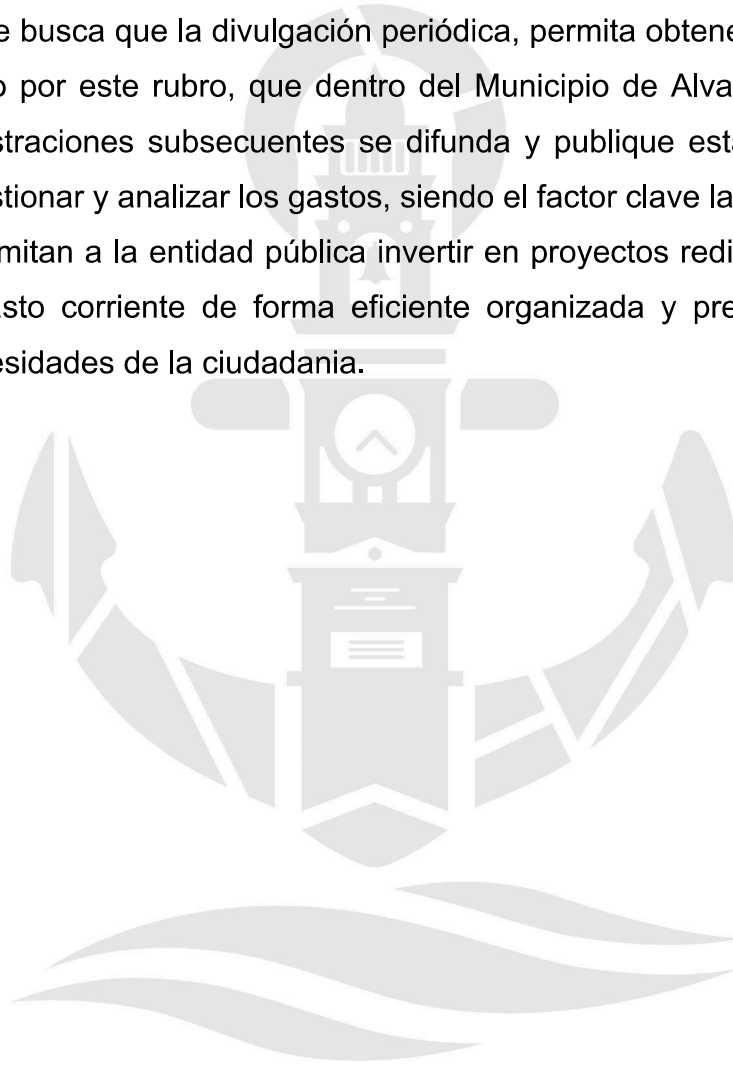 e busca que la divulgación periódica, permita obtene
o por este rubro, que dentro del Municipio de Alva
straciones subsecuentes se difunda y publique est
stionar y analizar los gastos, siendo el factor clave la
mitan a la entidad pública invertir en proyectos redi
sto corriente de forma eficiente organizada y pre
esidades de la ciudadania.